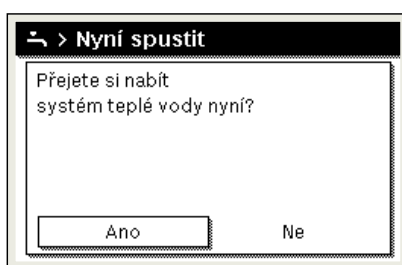 > Nyní spustit
Přejete si nabít
systém teplé vody nyní?
Ano
Ne